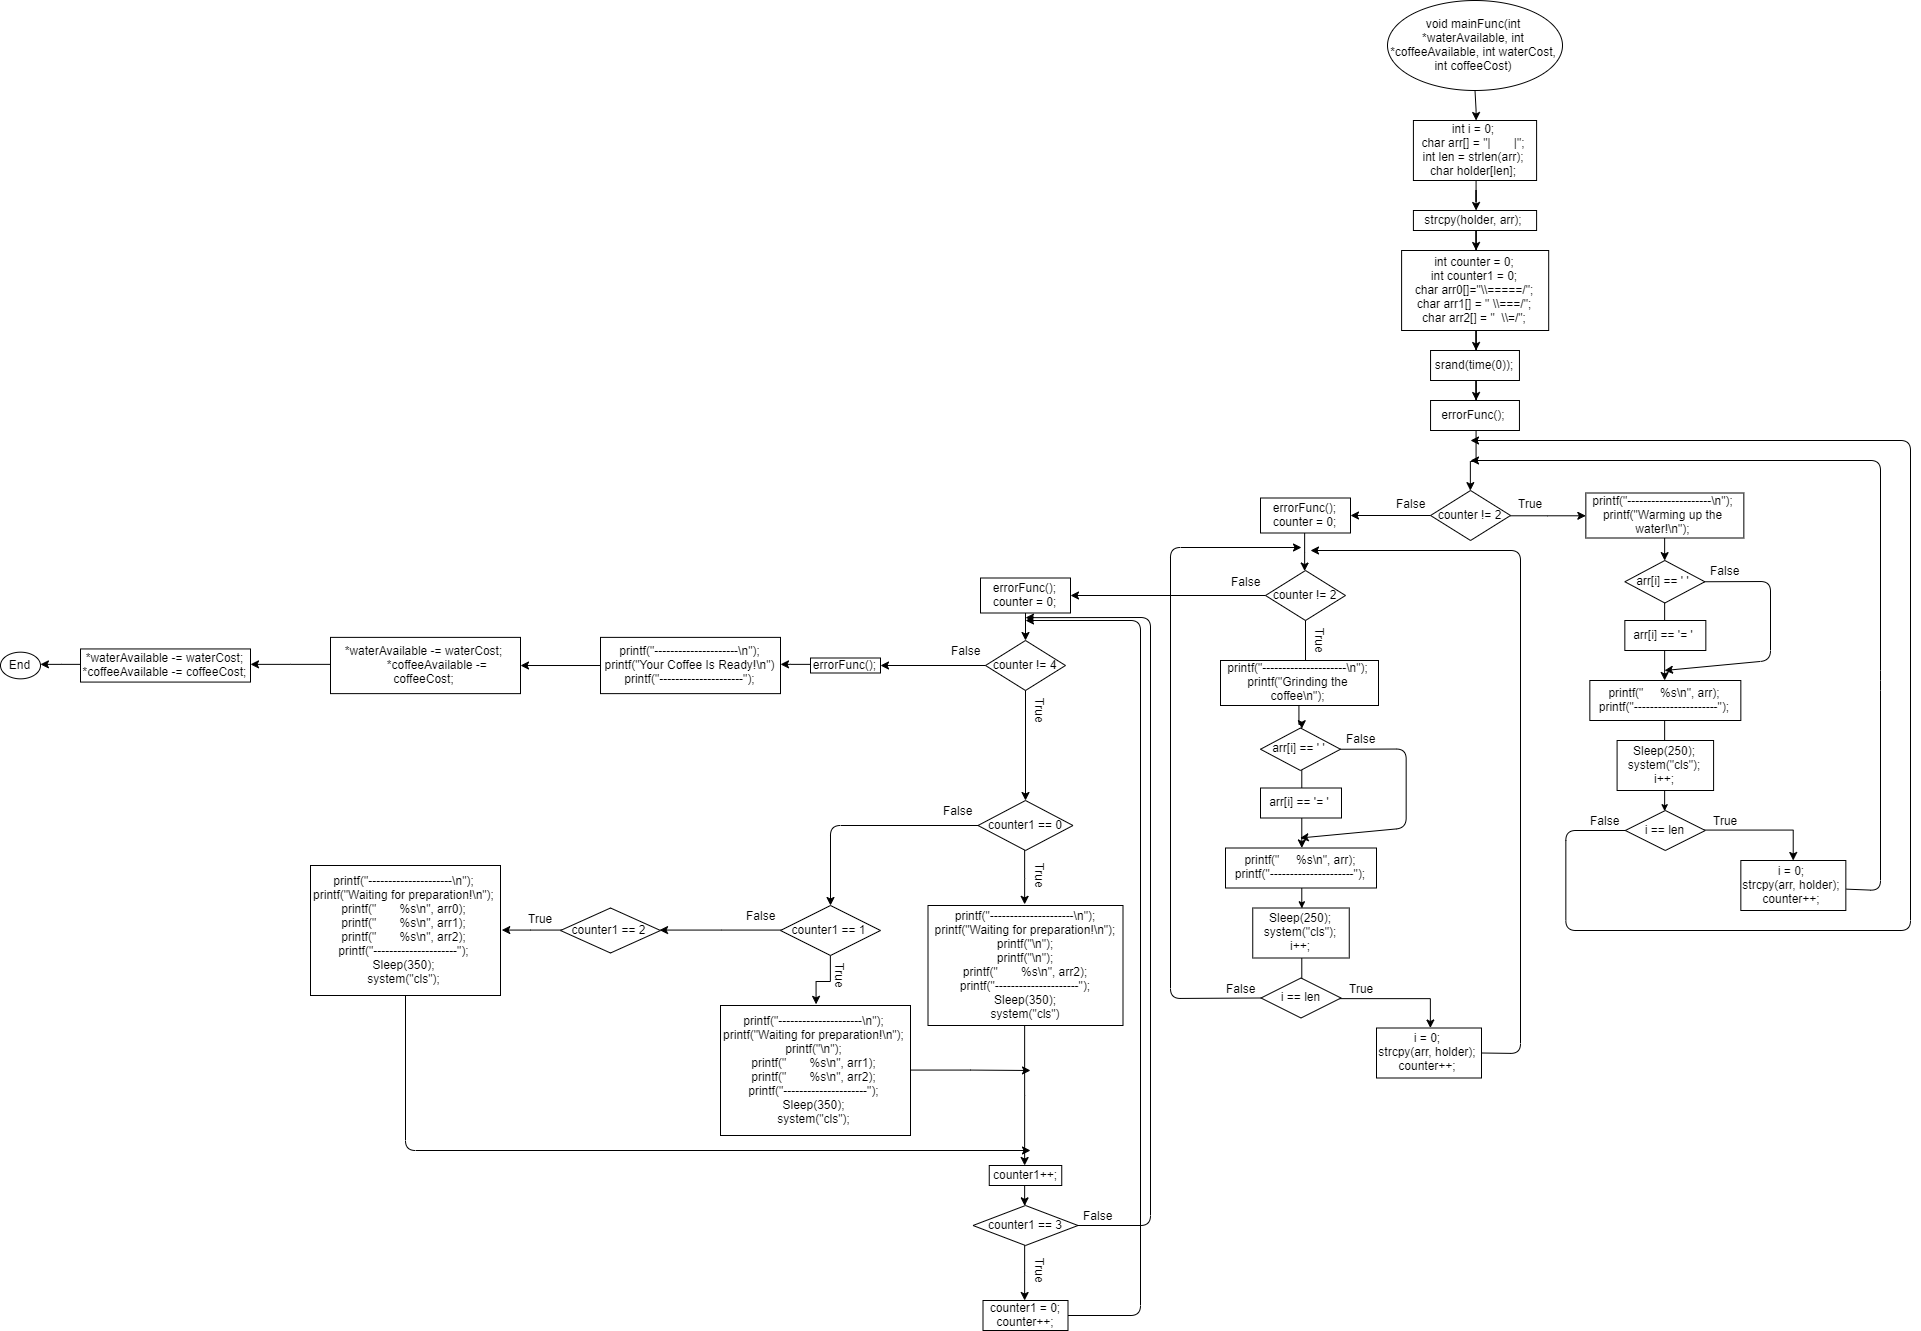 void mainFunc(int
*waterAvailable, int
*coffeeAvailable, int waterCost,
int coffeeCost)
int i = 0;
char arr[] = "|       |";
int len = strlen(arr);
char holder[len];
strcpy(holder, arr);
int counter = 0;
int counter1 = 0;
char arr0[]="\\=====/";
char arr1[] = " \\===/";
char arr2[] = "  \\=/";
srand(time(0));
errorFunc();
counter != 2
True
False
printf("---------------------\n");
printf("Warming up the
water!\n");
arr[i] == ' '
False
arr[i] == '= '
printf("     %s\n", arr);
printf("---------------------");
Sleep(250);
system("cls");
i++;
i == len
False
True
i = 0;
strcpy(arr, holder);
counter++;
errorFunc();
counter = 0;
counter != 2
False
True
printf("---------------------\n");
printf("Grinding the
coffee\n");
arr[i] == ' '
False
arr[i] == '= '
printf("     %s\n", arr);
printf("---------------------");
Sleep(250);
system("cls");
i++;
i == len
False
True
i = 0;
strcpy(arr, holder);
counter++;
errorFunc();
counter = 0;
counter != 4
False
True
errorFunc();
printf("---------------------\n");
printf("Your Coffee Is Ready!\n")
printf("---------------------");
*waterAvailable -= waterCost;
*coffeeAvailable -=
coffeeCost;
*waterAvailable -= waterCost;
*coffeeAvailable -= coffeeCost;
End
counter1 == 0
False
True
printf("---------------------\n");
printf("Waiting for preparation!\n");
printf("\n");
printf("\n");
printf("       %s\n", arr2);
printf("---------------------");
Sleep(350);
system("cls")
counter1 == 1
False
True
printf("---------------------\n");
printf("Waiting for preparation!\n");
printf("\n");
printf("       %s\n", arr1);
printf("       %s\n", arr2);
printf("---------------------");
Sleep(350);
system("cls");
counter1 == 2
True
printf("---------------------\n");
printf("Waiting for preparation!\n");
printf("       %s\n", arr0);
printf("       %s\n", arr1);
printf("       %s\n", arr2);
printf("---------------------");
Sleep(350);
system("cls");
counter1++;
counter1 == 3
False
True
counter1 = 0;
counter++;